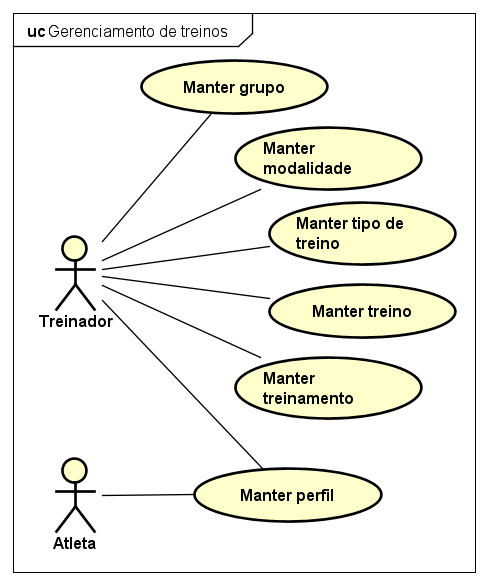 uc Gerenciamento de treinos
Manter grupo
Manter
modalidade
Manter tipo de
treino
Treinador
Manter treino
Manter
treinamento
Manter perfil
Atleta